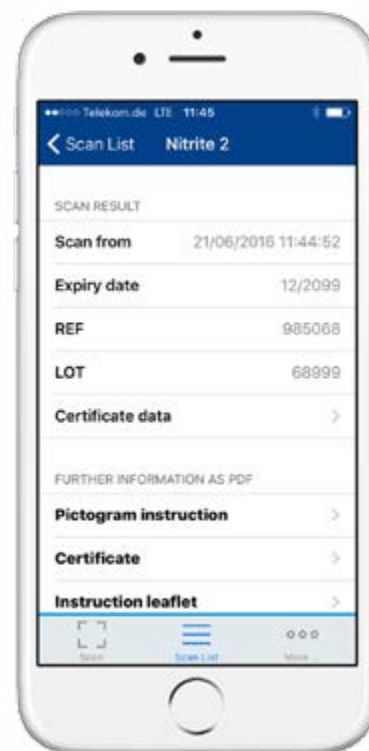 Telekom.de LTE 11:45
Scan List Nitrite 2
SCAN RESULT
Scan from 21/06/2016 11:44:52
Expiry date 12/2099
REF 985068
LOT 68999
Certificate data
FURTHER INFORMATION AS PDF
Pictogram instruction
Certificate
Instruction leaflet
Scan Scan List More ...